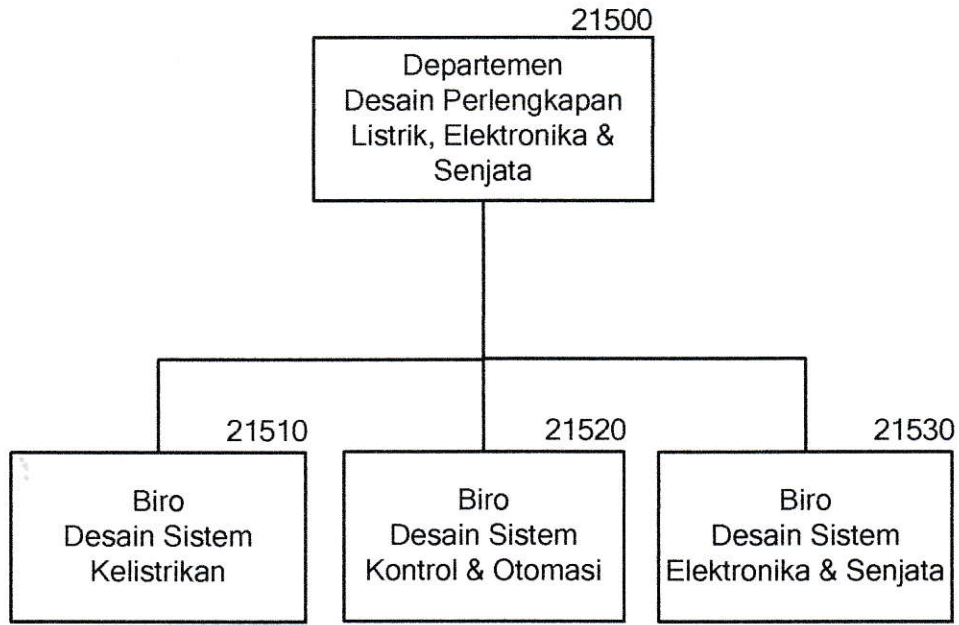 21500
Departemen
Desain Perlengkapan
Listrik, Elektronika &
Senjata
21510
Biro
Desain Sistem
Kelistrikan
21520
Biro
Desain Sistem
Kontrol & Otomasi
21530
Biro
Desain Sistem
Elektronika & Senjata